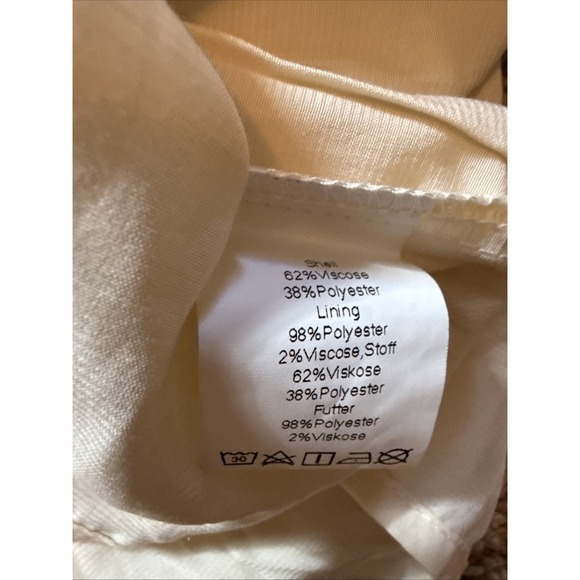 Shell
62%Viscose
38%Polyester
Lining
98%Polyester
2%Viscose,Stoff
62%Viskose
38%Polyester
Futter
98%Polyester
2%Viskose
30